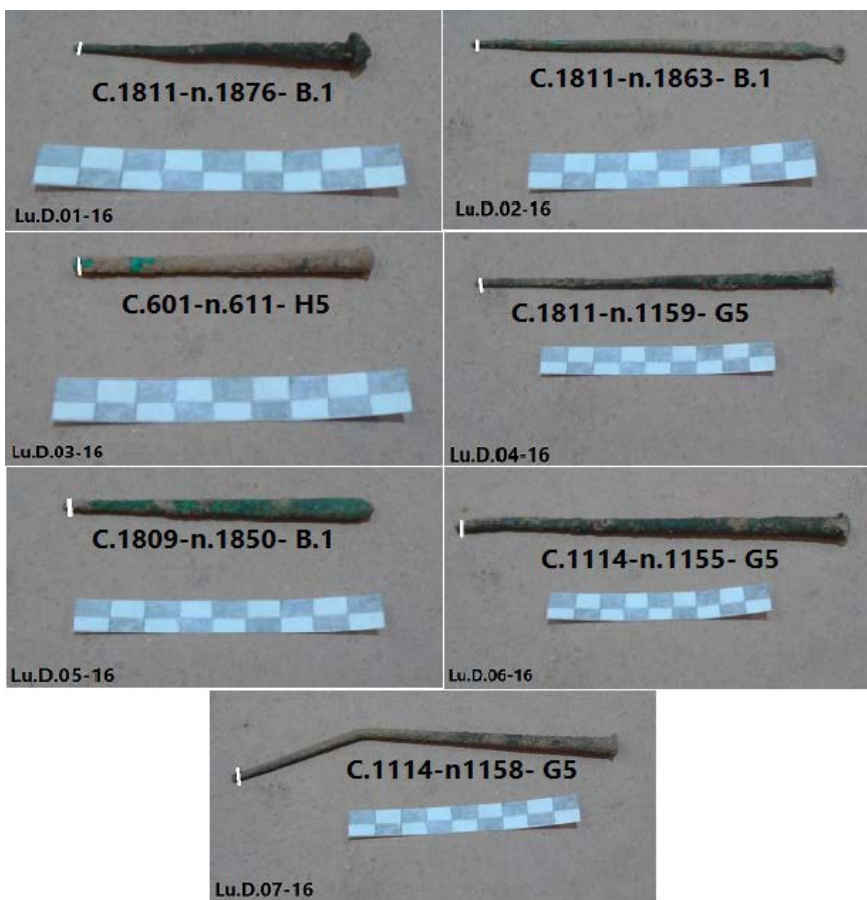 C.1811-n.1876- B.1
Lu.D.01-16
C.1811-n.1863- B.1
Lu.D.02-16
C.601-n.611- H5
Lu.D.03-16
C.1811-n.1159- G5
Lu.D.04-16
C.1809-n.1850- B.1
Lu.D.05-16
C.1114-n.1155- G5
Lu.D.06-16
C.1114-n1158- G5
Lu.D.07-16